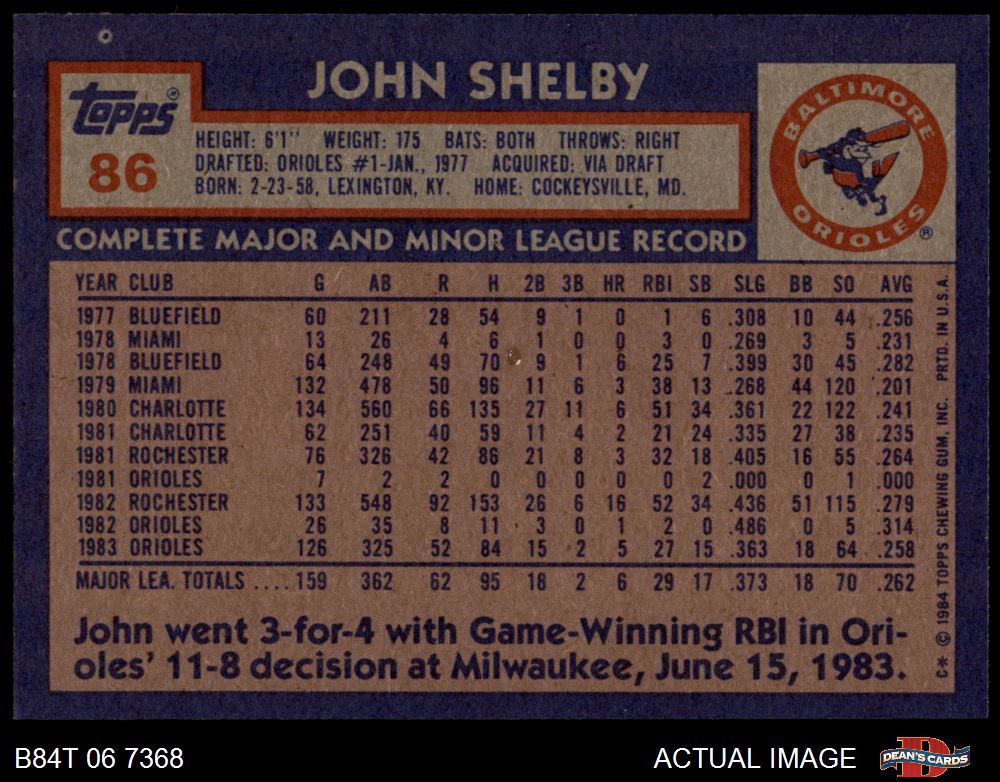 JOHN SHELBY
Topps®
86
HEIGHT: 6'1" WEIGHT: 175 BATS: BOTH THROWS: RIGHT
DRAFTED: ORIOLES #1-JAN., 1977 ACQUIRED: VIA DRAFT
BORN: 2-23-58, LEXINGTON, KY. HOME: COCKEYSVILLE, MD.
BALTIMORE
ORIOLES®
COMPLETE MAJOR AND MINOR LEAGUE RECORD
YEAR CLUB G AB R H 2B 3B HR RBI SB SLG BB SO AVG
1977 BLUEFIELD 60 211 28 54 9 1 0 1 6 .308 10 44 .256
1978 MIAMI 13 26 4 6 1 0 0 3 0 .269 3 5 .231
1978 BLUEFIELD 64 248 49 70 9 1 6 25 7 .399 30 45 .282
1979 MIAMI 132 478 50 96 11 6 3 38 13 .268 44 120 .201
1980 CHARLOTTE 134 560 66 135 27 11 6 51 34 .361 22 122 .241
1981 CHARLOTTE 62 251 40 59 11 4 2 21 24 .335 27 38 .235
1981 ROCHESTER 76 326 42 86 21 8 3 32 18 .405 16 55 .264
1981 ORIOLES 7 2 2 0 0 0 0 0 2 .000 0 1 .000
1982 ROCHESTER 133 548 92 153 26 6 16 52 34 .436 51 115 .279
1982 ORIOLES 26 35 8 11 3 0 1 2 0 .486 0 5 .314
1983 ORIOLES 126 325 52 84 15 2 5 27 15 .363 18 64 .258
MAJOR LEA. TOTALS ....159 362 62 95 18 2 6 29 17 .373 18 70 .262
John went 3-for-4 with Game-Winning RBI in Ori-
oles' 11-8 decision at Milwaukee, June 15, 1983.
C* © 1984 TOPPS CHEWING GUM, INC. PRTD. IN U.S.A.
B84T 06 7368
ACTUAL IMAGE
DEAN'S CARDS